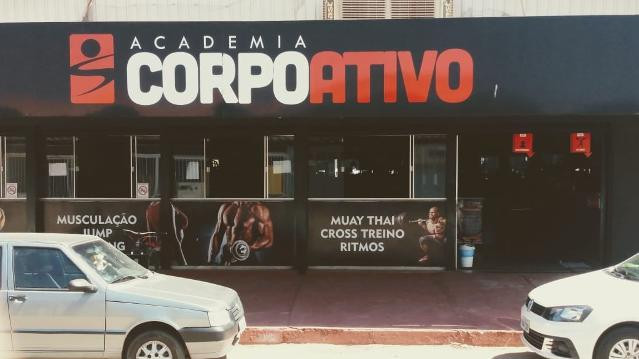 ACADEMIA
CORPOATIVO
MUSCULAÇÃO
JUMP
MUAY THAI
CROSS TREINO
RITMOS